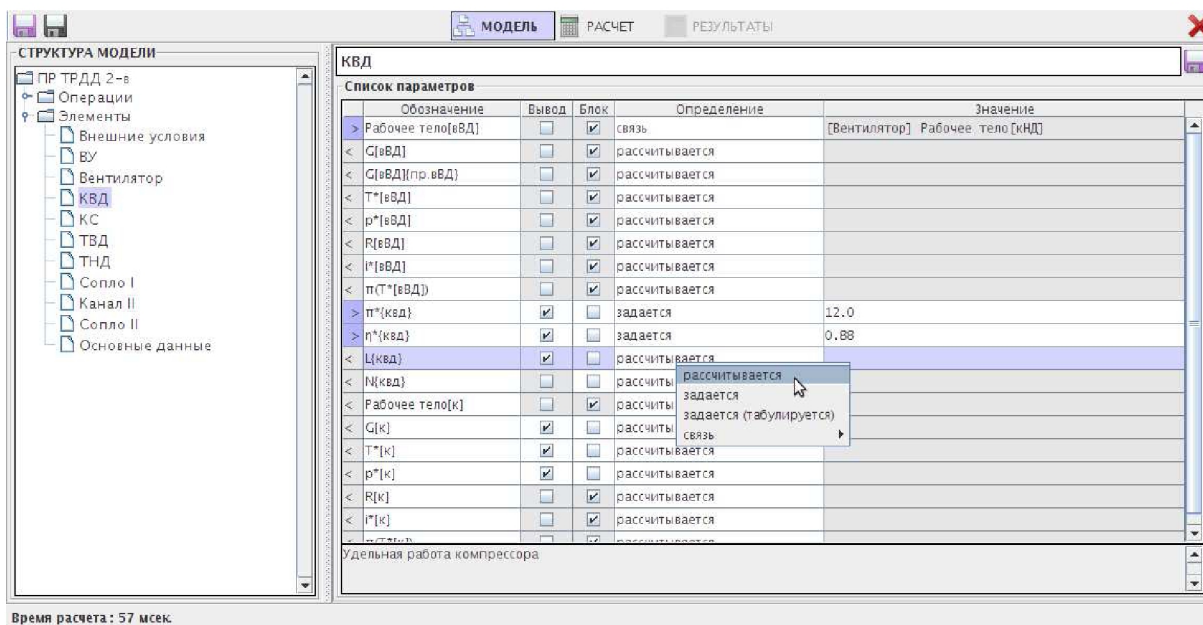 МОДЕЛЬ РАСЧЕТ РЕЗУЛЬТАТЫ
СТРУКТУРА МОДЕЛИ
ПР ТРДД 2-в
Операции
Элементы
Внешние условия
ВУ
Вентилятор
КВД
КС
ТВД
ТНД
Сопло I
Канал II
Сопло II
Основные данные
КВД
Список параметров
Обозначение Вывод Блок Определение Значение
> Рабочее тело[вВД] связь [Вентилятор] Рабочее тело[кНД]
< G[вВД] рассчитывается
< G[вВД]{пр.вВД} рассчитывается
< T*[вВД] рассчитывается
< p*[вВД] рассчитывается
< R[вВД] рассчитывается
< i*[вВД] рассчитывается
< π(T*[вВД]) рассчитывается
> π*{квд} задается 12.0
> η*{квд} задается 0.88
< L{квд} рассчитывается
< N{квд} рассчиты
< Рабочее тело[к] рассчиты
< G[к] рассчиты
< T*[к] рассчитывается
< p*[к] рассчитывается
< R[к] рассчитывается
< i*[к] рассчитывается
< π(T*[к]) рассчитывается
рассчитывается
задается
задается (табулируется)
связь
Удельная работа компрессора
Время расчета: 57 мсек.